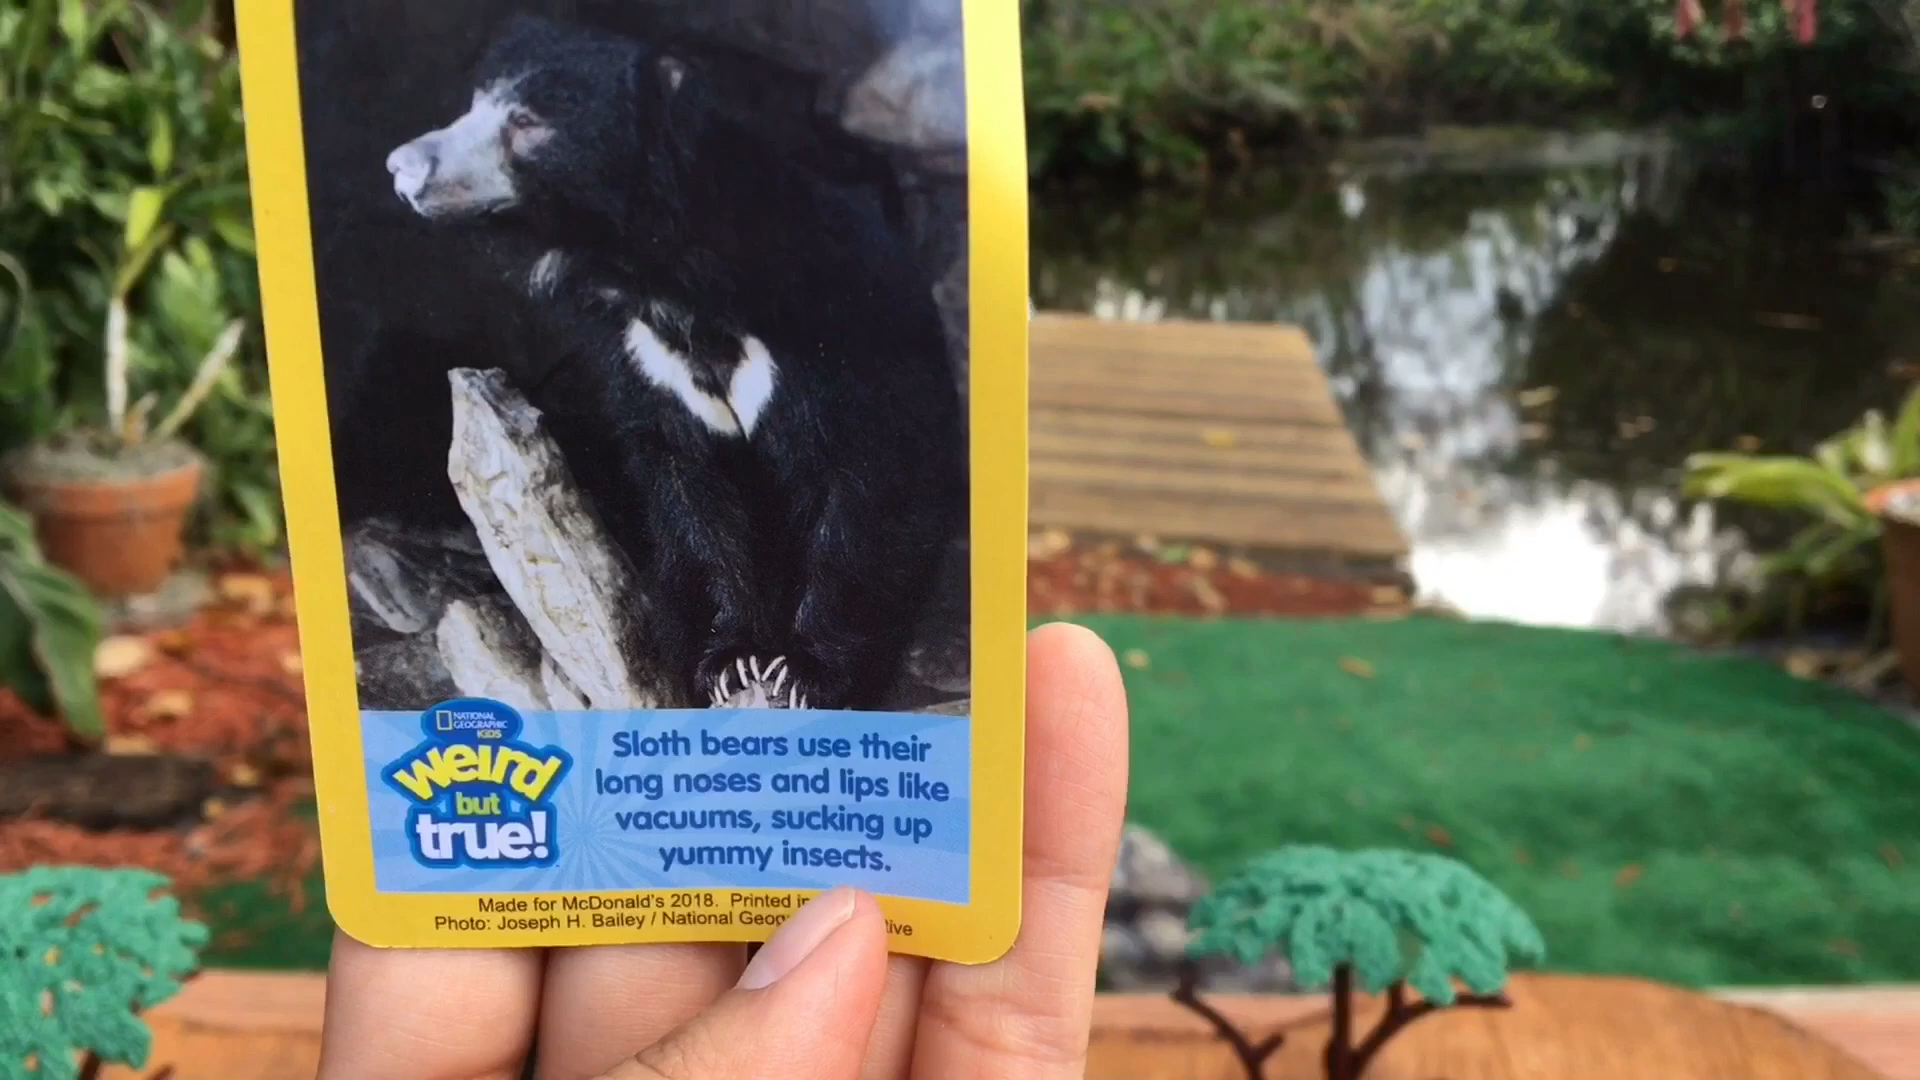 NATIONAL
GEOGRAPHIC
KiDS
weird
but
true!
Sloth bears use their
long noses and lips like
vacuums, sucking up
yummy insects.
Made for McDonald's 2018. Printed in
Photo: Joseph H. Bailey / National